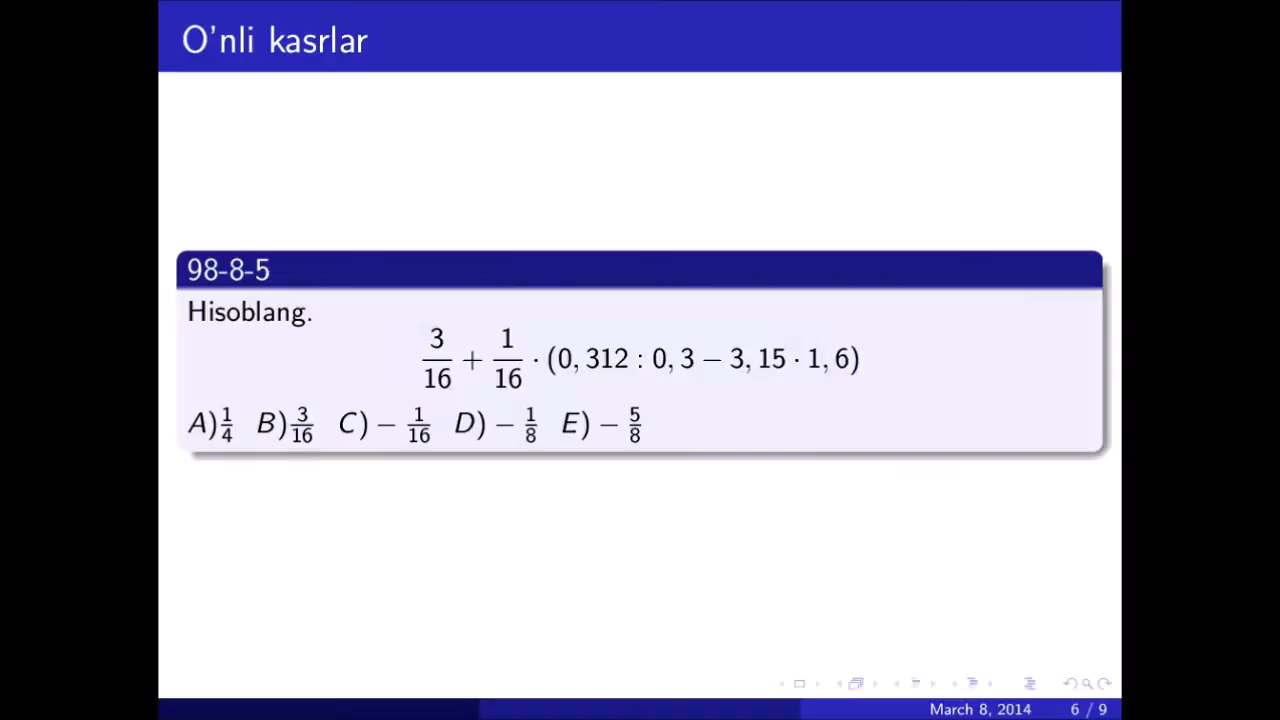 O'nli kasrlar
98-8-5
Hisoblang.
3/16 + 1/16 · (0, 312 : 0, 3 − 3, 15 · 1, 6)
A) 1/4 B) 3/16 C) − 1/16 D) − 1/8 E) − 5/8
March 8, 2014 6 / 9